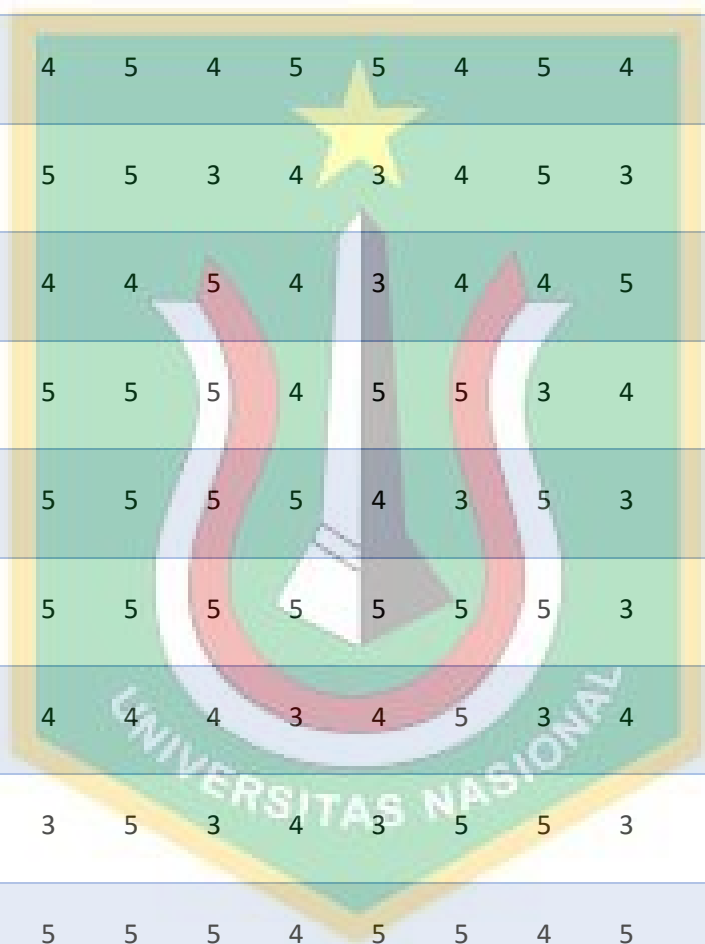 4 5 4 5 5 4 5 4
5 5 3 4 3 4 5 3
4 4 5 4 3 4 4 5
5 5 5 4 5 5 3 4
5 5 5 5 4 3 5 3
5 5 5 5 5 5 5 3
4 4 4 3 4 5 3 4
UNIVERSITAS NASIONAL
3 5 3 4 3 5 5 3
5 5 5 4 5 5 4 5